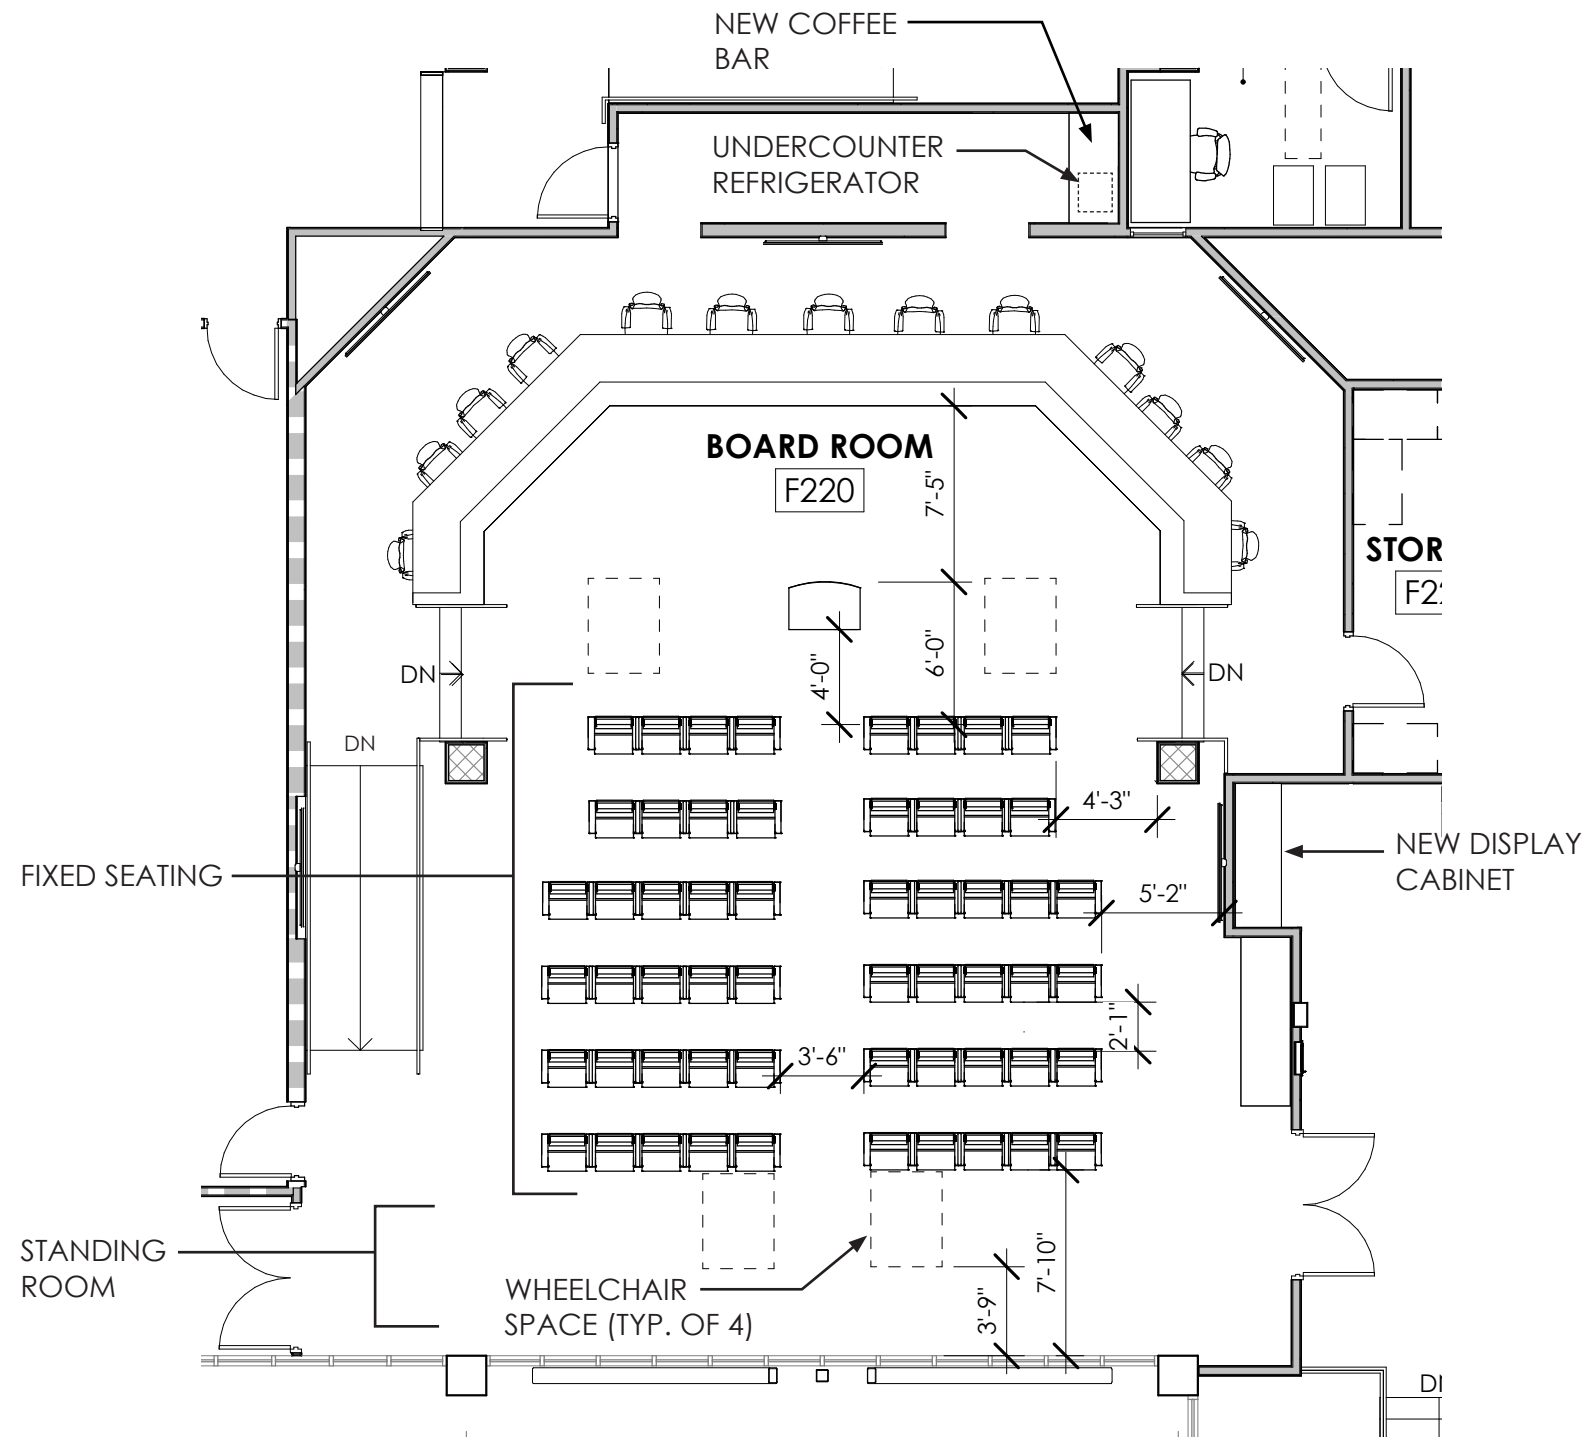 NEW COFFEE
BAR
UNDERCOUNTER
REFRIGERATOR
BOARD ROOM
F220
7'-5"
STOR
F22
6'-0"
4'-0"
DN
DN
DN
4'-3"
NEW DISPLAY
CABINET
FIXED SEATING
5'-2"
2'-1"
3'-6"
STANDING
ROOM
WHEELCHAIR
SPACE (TYP. OF 4)
7'-10"
3'-9"